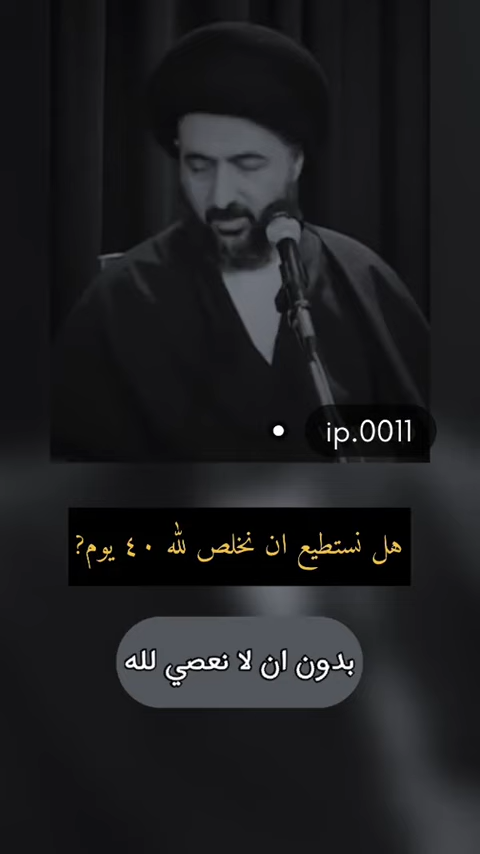 ip.0011
هل نستطيع ان نخلص لله ٤٠ يوم?
بدون ان لا نعصي لله